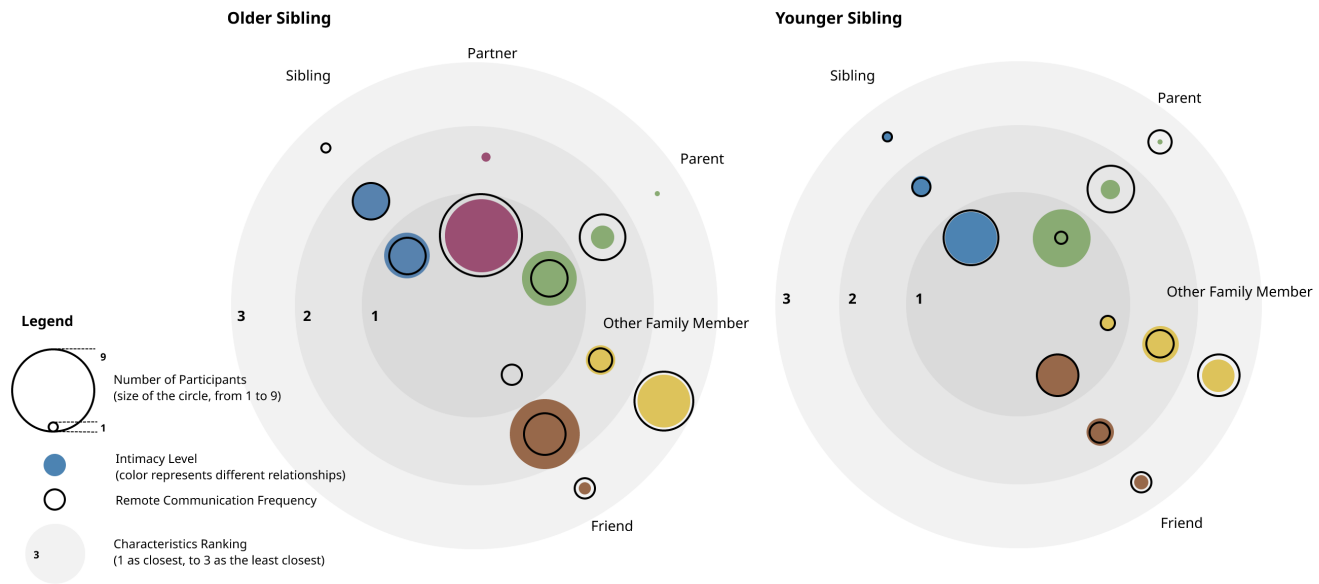 Older Sibling
Younger Sibling
Partner
Sibling
Sibling
Parent
Parent
Other Family Member
3
2
1
3
2
1
Other Family Member
Friend
Friend
Legend
9
1
Number of Participants
(size of the circle, from 1 to 9)
Intimacy Level
(color represents different relationships)
Remote Communication Frequency
3
Characteristics Ranking
(1 as closest, to 3 as the least closest)